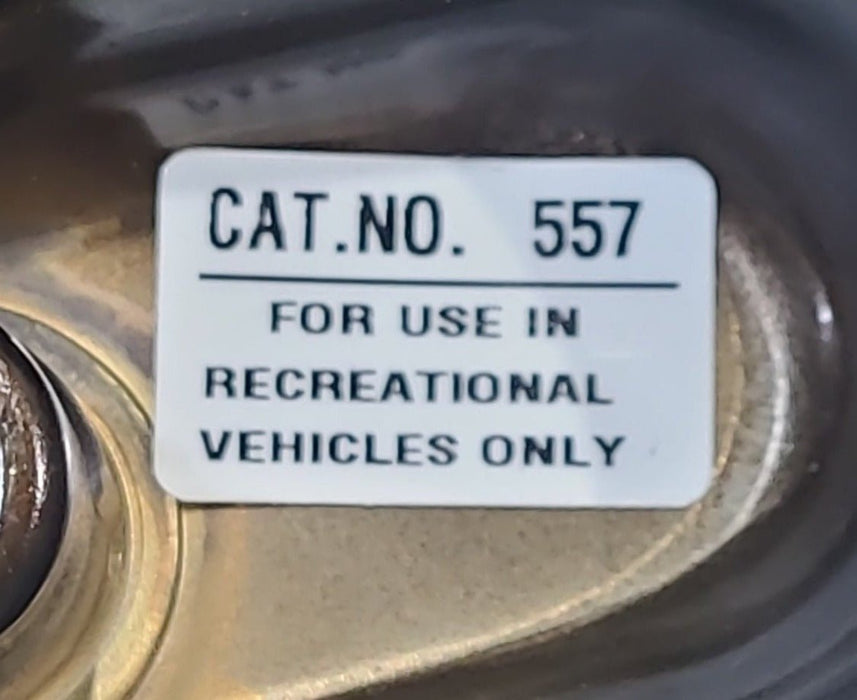 CAT.NO. 557
FOR USE IN
RECREATIONAL
VEHICLES ONLY